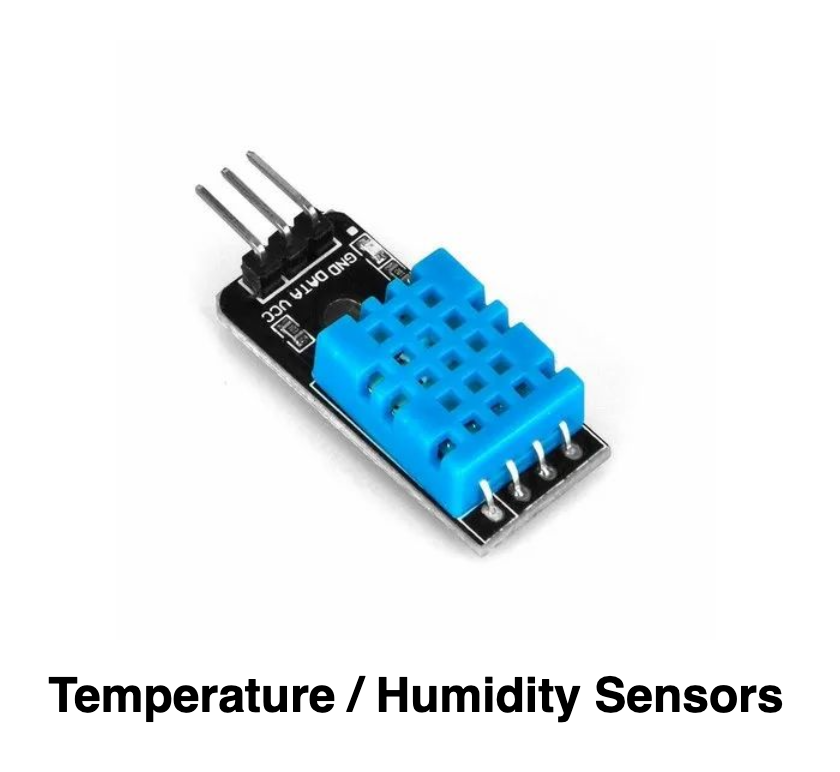 GND DATA VCC
Temperature / Humidity Sensors